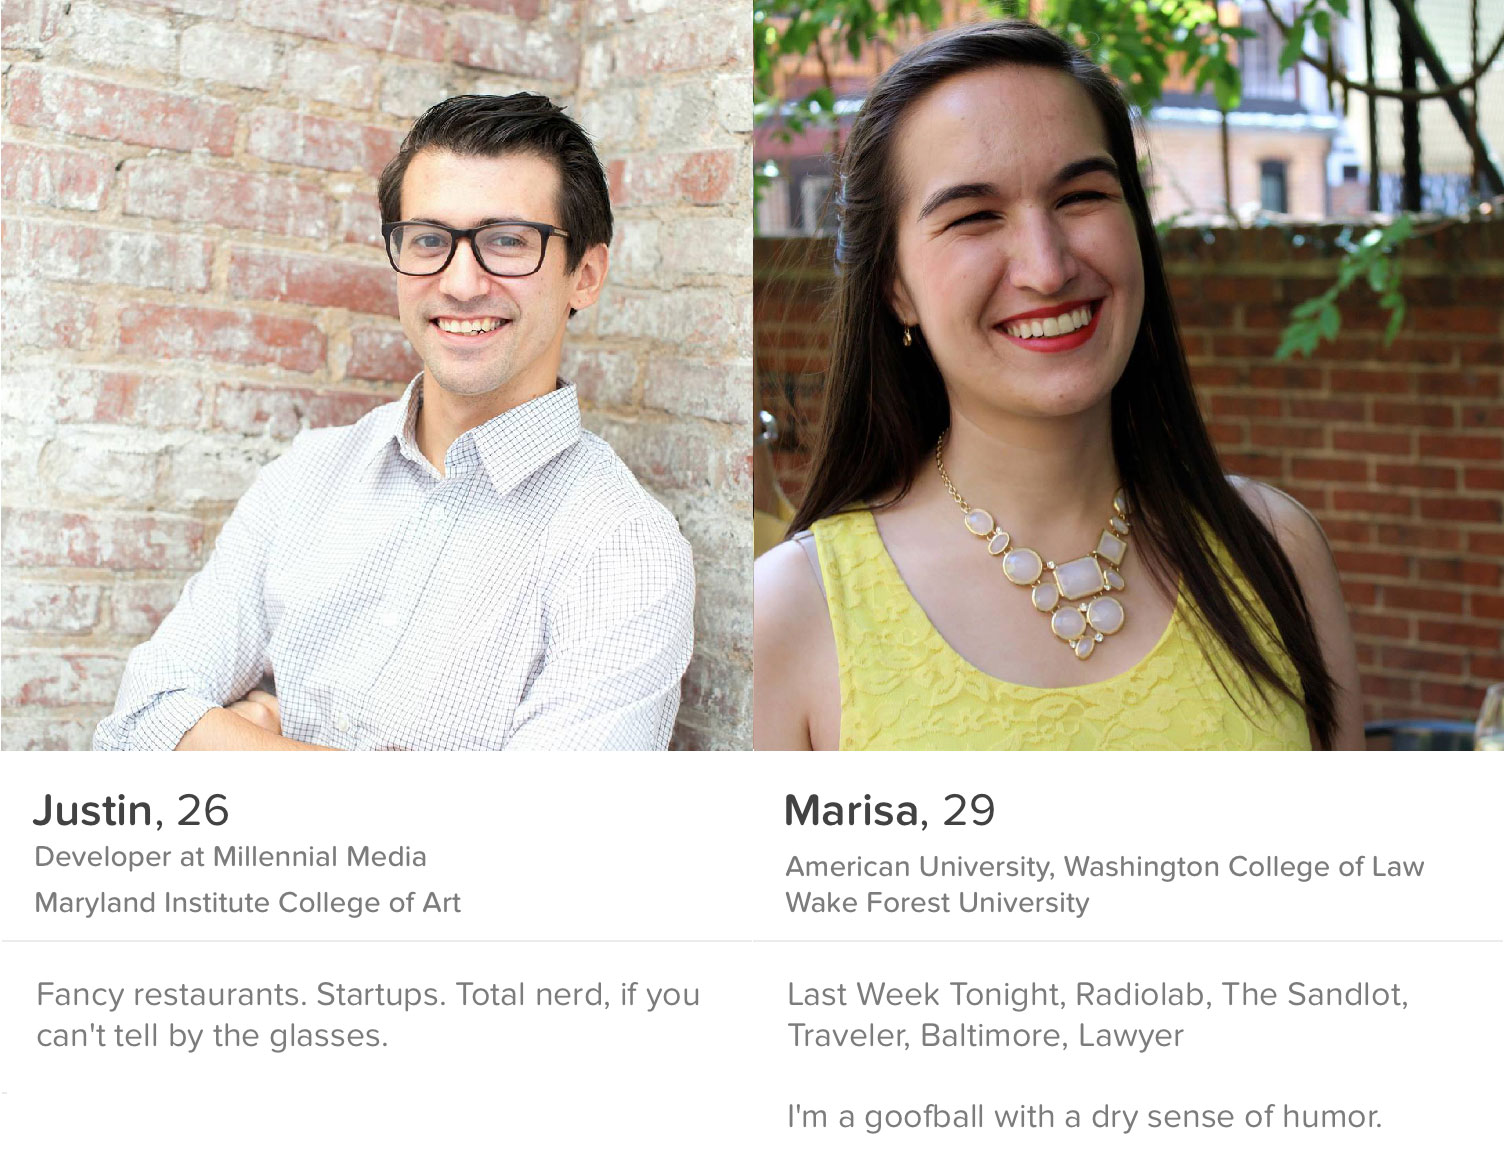 Justin, 26
Developer at Millennial Media
Maryland Institute College of Art
Fancy restaurants. Startups. Total nerd, if you
can't tell by the glasses.
Marisa, 29
American University, Washington College of Law
Wake Forest University
Last Week Tonight, Radiolab, The Sandlot,
Traveler, Baltimore, Lawyer
I'm a goofball with a dry sense of humor.